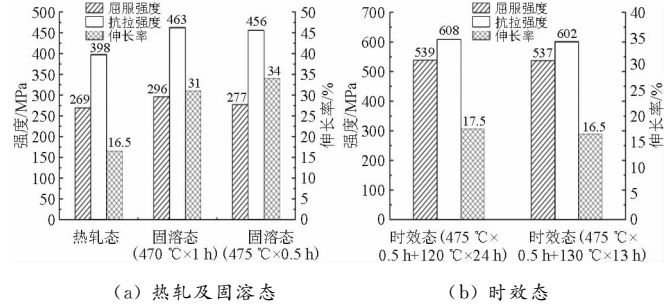 500
450
400
350
300
250
200
150
100
50
0
强度/MPa
屈服强度
抗拉强度
伸长率
269
398
16.5
296
463
31
277
456
34
50
45
40
35
30
25
20
15
10
5
0
伸长率/%
热轧态
固溶态
(470 ℃×1 h)
固溶态
(475 ℃×0.5 h)
(a) 热轧及固溶态
700
600
500
400
300
200
100
0
强度/MPa
屈服强度
抗拉强度
伸长率
539
608
17.5
537
602
16.5
40
35
30
25
20
15
10
5
0
伸长率/%
时效态 (475 ℃×
0.5 h+120 ℃×24 h)
时效态 (475 ℃×
0.5 h+130 ℃×13 h)
(b) 时效态